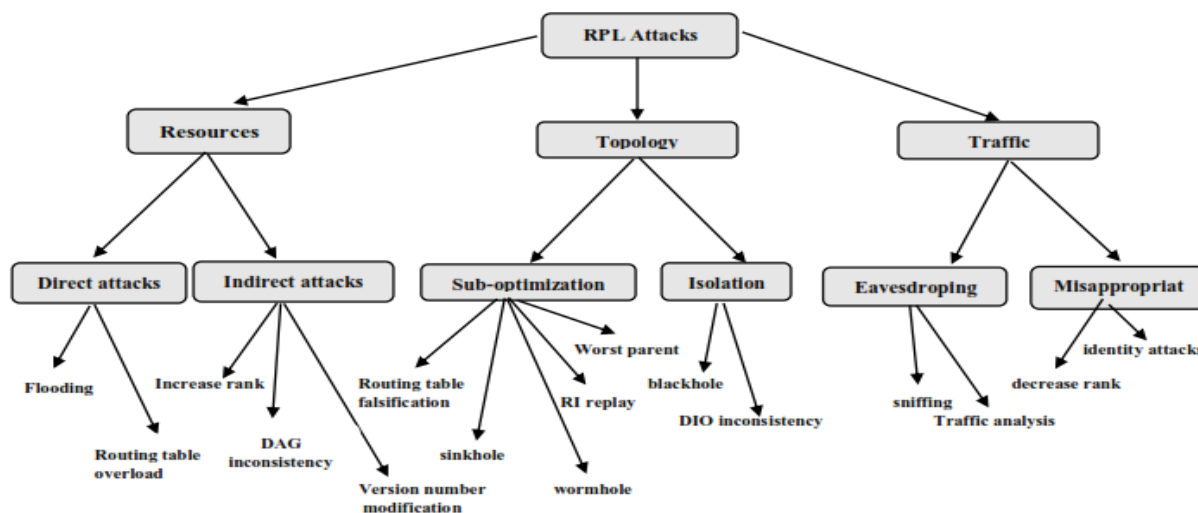 RPL Attacks
Resources
Topology
Traffic
Direct attacks
Indirect attacks
Sub-optimization
Isolation
Eavesdroping
Misappropriat
Flooding
Routing table
overload
Increase rank
DAG
inconsistency
Version number
modification
Routing table
falsification
sinkhole
wormhole
RI replay
Worst parent
blackhole
DIO inconsistency
sniffing
Traffic analysis
decrease rank
identity attacks